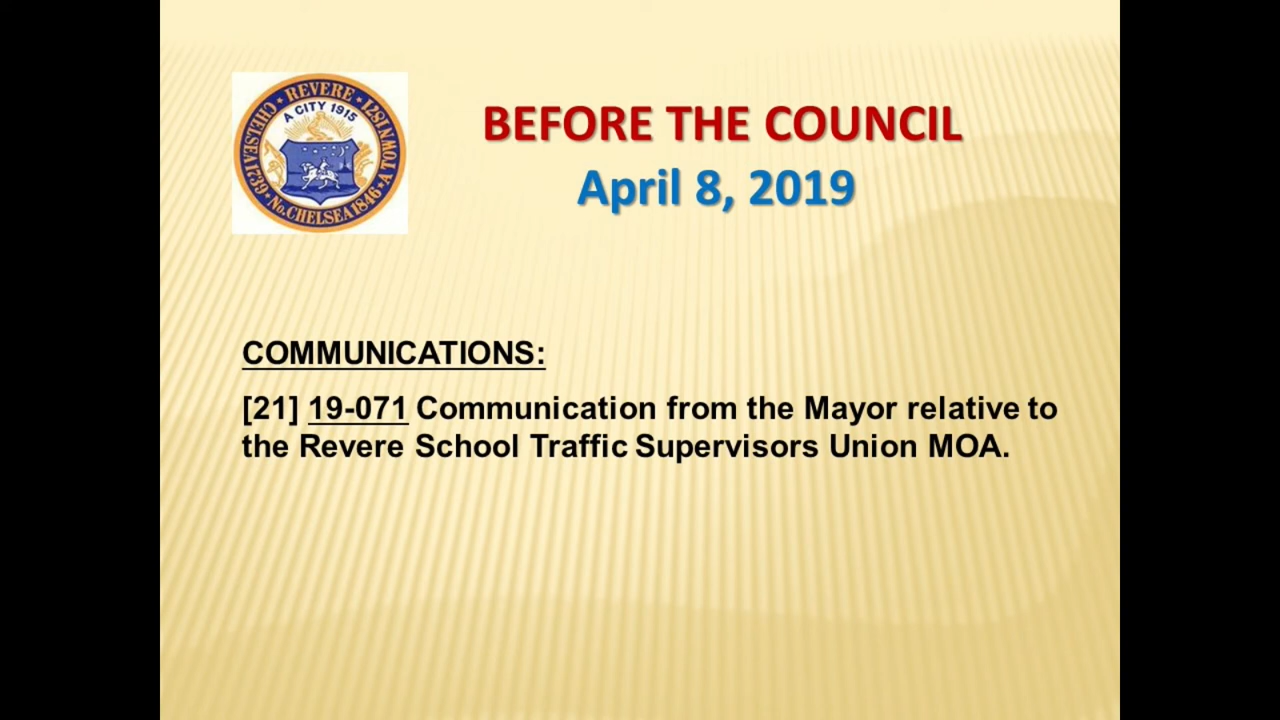 REVERE
A CITY 1915
CHELSEA 1739
A TOWN 1871
No. CHELSEA 1846
BEFORE THE COUNCIL
April 8, 2019
COMMUNICATIONS:
[21] 19-071 Communication from the Mayor relative to
the Revere School Traffic Supervisors Union MOA.